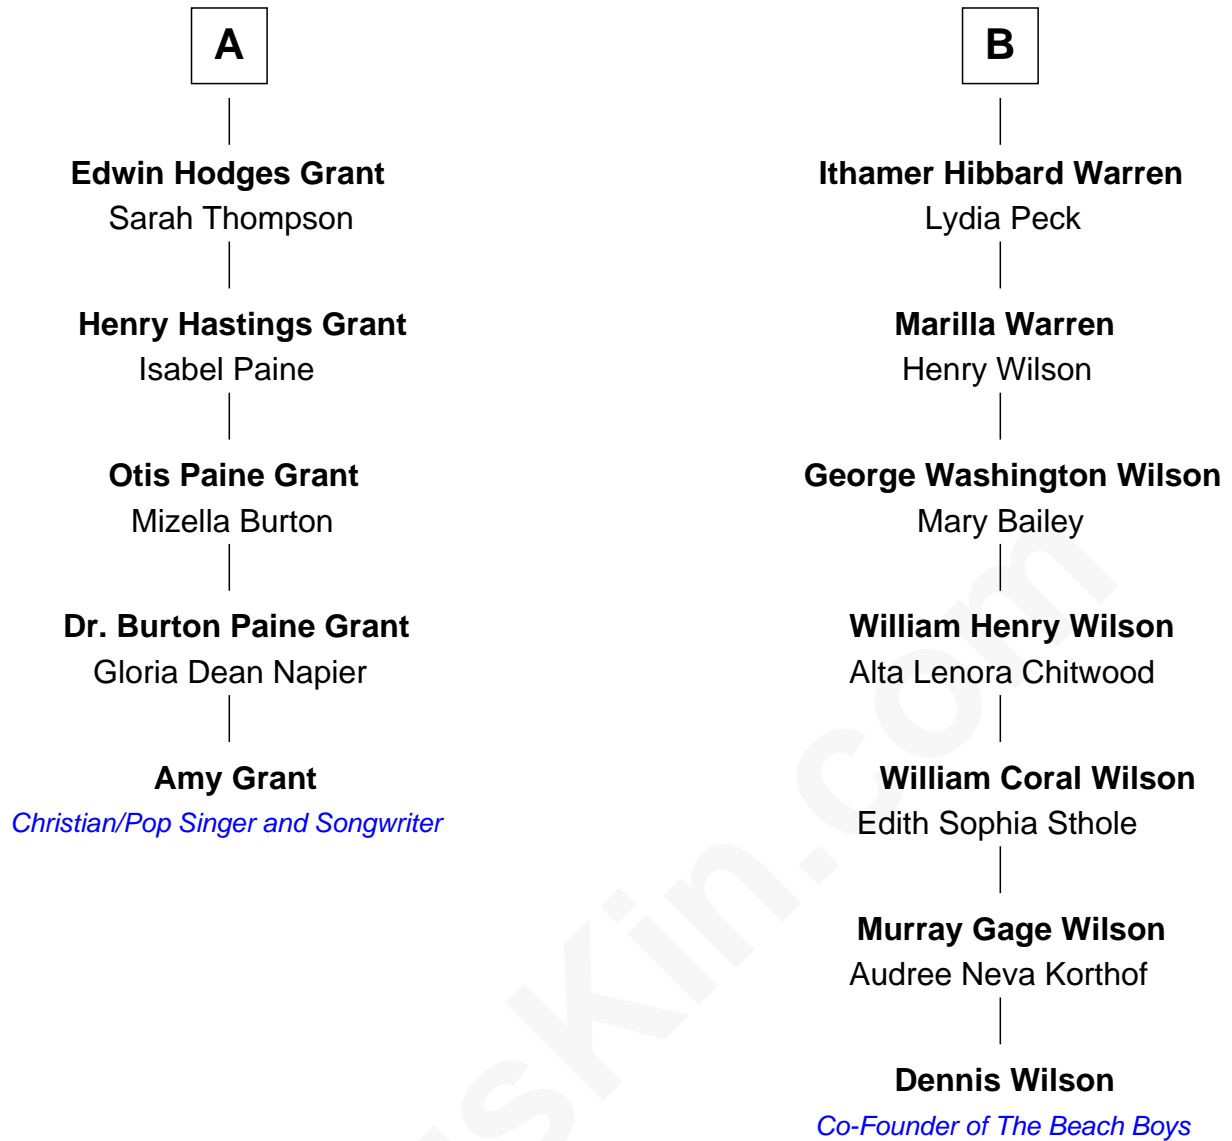 A
Edwin Hodges Grant
Sarah Thompson
Henry Hastings Grant
Isabel Paine
Otis Paine Grant
Mizella Burton
Dr. Burton Paine Grant
Gloria Dean Napier
Amy Grant
Christian/Pop Singer and Songwriter
B
Ithamer Hibbard Warren
Lydia Peck
Marilla Warren
Henry Wilson
George Washington Wilson
Mary Bailey
William Henry Wilson
Alta Lenora Chitwood
William Coral Wilson
Edith Sophia Sthole
Murray Gage Wilson
Audree Neva Korthof
Dennis Wilson
Co-Founder of The Beach Boys